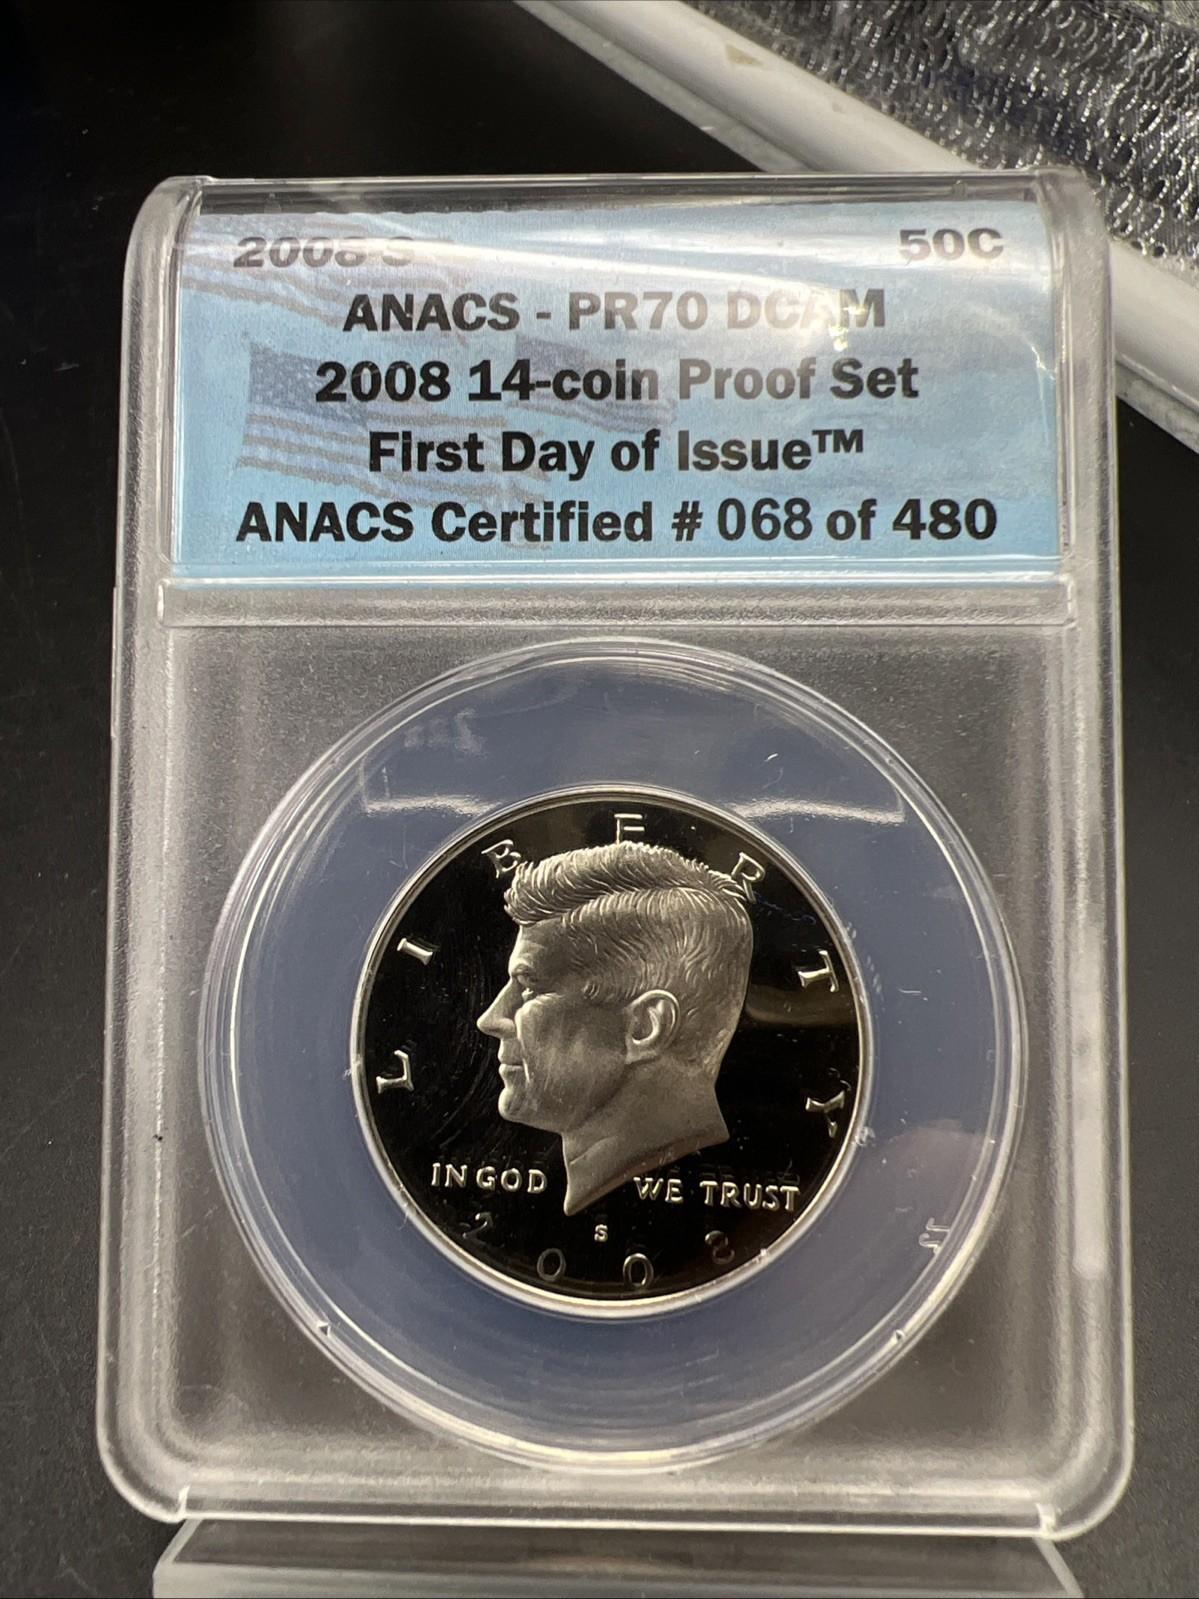 2008 S 50C
ANACS - PR70 DCAM
2008 14-coin Proof Set
First Day of Issue™
ANACS Certified # 068 of 480
LIBERTY
IN GOD WE TRUST
S
2008